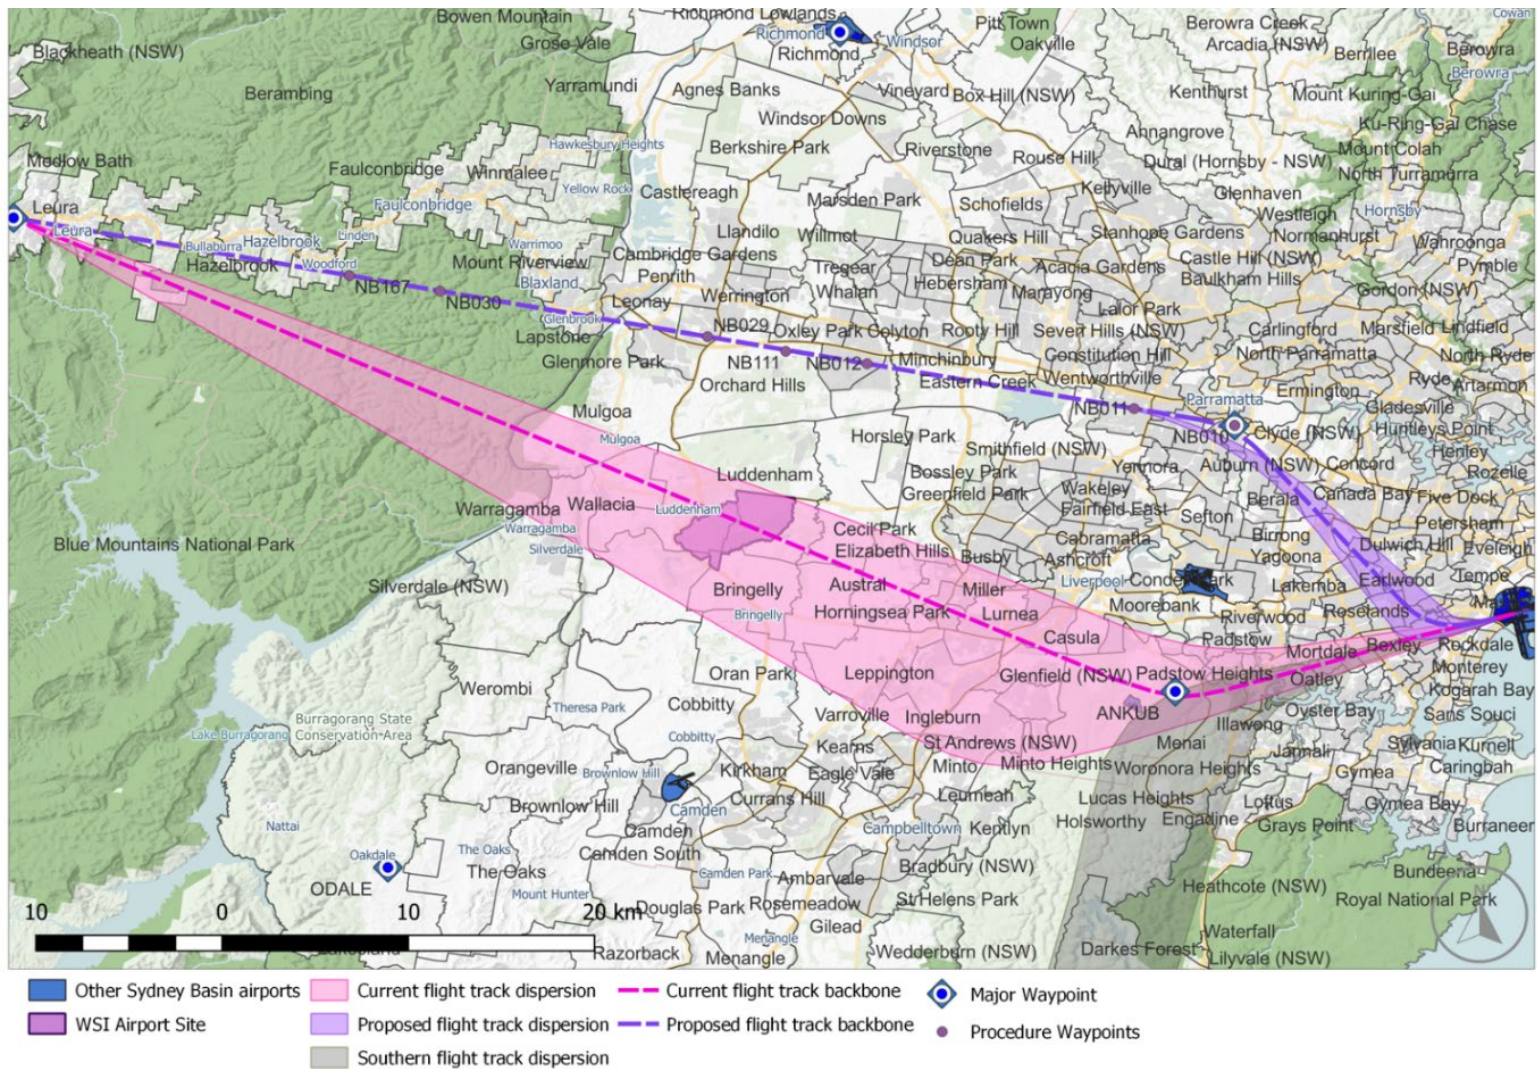 Bowen Mountain
Richmond Lowlands
Pitt Town
Berowra Creek
Cowan
Blackheath (NSW)
Grose Vale
Richmond
Windsor
Oakville
Arcadia (NSW)
Berrilee
Berowra
Richmond
Berowra
Berambing
Yarramundi
Agnes Banks
Vineyard
Box Hill (NSW)
Kenthurst
Mount Kuring-Gai
Windsor Downs
Annangrove
Ku-Ring-Gai Chase
Hawkesbury Heights
Berkshire Park
Riverstone
Rouse Hill
Dural (Hornsby - NSW)
Mount Colah
Medlow Bath
Faulconbridge
Winmalee
North Turramurra
Yellow Rock
Castlereagh
Marsden Park
Schofields
Kellyville
Glenhaven
Leura
Faulconbridge
Westleigh
Hornsby
Leura
Linden
Llandilo
Willmot
Quakers Hill
Stanhope Gardens
Normanhurst
Wahroonga
Bullaburra
Hazelbrook
Warrimoo
Cambridge Gardens
Dean Park
Castle Hill (NSW)
Hazelbrook
Woodford
Mount Riverview
Penrith
Tregear
Acacia Gardens
Baulkham Hills
Pymble
NB167
NB030
Blaxland
Leonay
Werrington
Whalan
Hebersham
Marayong
Lalor Park
Gordon (NSW)
Glenbrook
NB029
Oxley Park
Colyton
Rooty Hill
Seven Hills (NSW)
Carlingford
Marsfield
Lindfield
Lapstone
Glenmore Park
NB111
NB012
Minchinbury
Constitution Hill
North Parramatta
North Ryde
Orchard Hills
Eastern Creek
Wentworthville
Ermington
Ryde
Artarmon
Mulgoa
NB011
Parramatta
Gladesville
Mulgoa
Horsley Park
NB010
Clyde (NSW)
Huntleys Point
Smithfield (NSW)
Henley
Luddenham
Bossley Park
Yennora
Auburn (NSW)
Concord
Rozelle
Greenfield Park
Wakeley
Berala
Canada Bay
Five Dock
Warragamba
Wallacia
Luddenham
Fairfield East
Sefton
Petersham
Warragamba
Cecil Park
Cabramatta
Birrong
Blue Mountains National Park
Silverdale
Elizabeth Hills
Busby
Ashcroft
Yagoona
Dulwich Hill
Eveleigh
Silverdale (NSW)
Bringelly
Austral
Miller
Liverpool
Lakemba
Earlwood
Tempe
Bringelly
Horningsea Park
Lurnea
Moorebank
Riverwood
Roselands
Casula
Padstow
Mortdale
Bexley
Rockdale
Oran Park
Leppington
Glenfield (NSW)
Padstow Heights
Oatley
Monterey
Werombi
Kogarah Bay
Theresa Park
Cobbitty
Varroville
Ingleburn
ANKUB
Illawong
Oyster Bay
Sans Souci
Burragorang State
Conservation Area
Lake Burragorang
Cobbitty
Kearns
St Andrews (NSW)
Menai
Jannali
Sylvania
Kurnell
Orangeville
Brownlow Hill
Kirkham
Eagle Vale
Minto
Minto Heights
Woronora Heights
Gymea
Caringbah
Brownlow Hill
Currans Hill
Leumeah
Lucas Heights
Loftus
Gymea Bay
Nattai
Camden
Camden
Campbelltown
Kentlyn
Holsworthy
Engadine
Grays Point
Burraneer
Oakdale
The Oaks
Camden South
The Oaks
Camden Park
Ambarvale
Bradbury (NSW)
Bundeena
ODALE
Mount Hunter
Heathcote (NSW)
Royal National Park
10 0 10 20 km
Douglas Park
Rosemeadow
St Helens Park
Gilead
Waterfall
Menangle
Razorback
Menangle
Wedderburn (NSW)
Darkes Forest
Lilyvale (NSW)
Other Sydney Basin airports
Current flight track dispersion
Current flight track backbone
Major Waypoint
WSI Airport Site
Proposed flight track dispersion
Proposed flight track backbone
Procedure Waypoints
Southern flight track dispersion